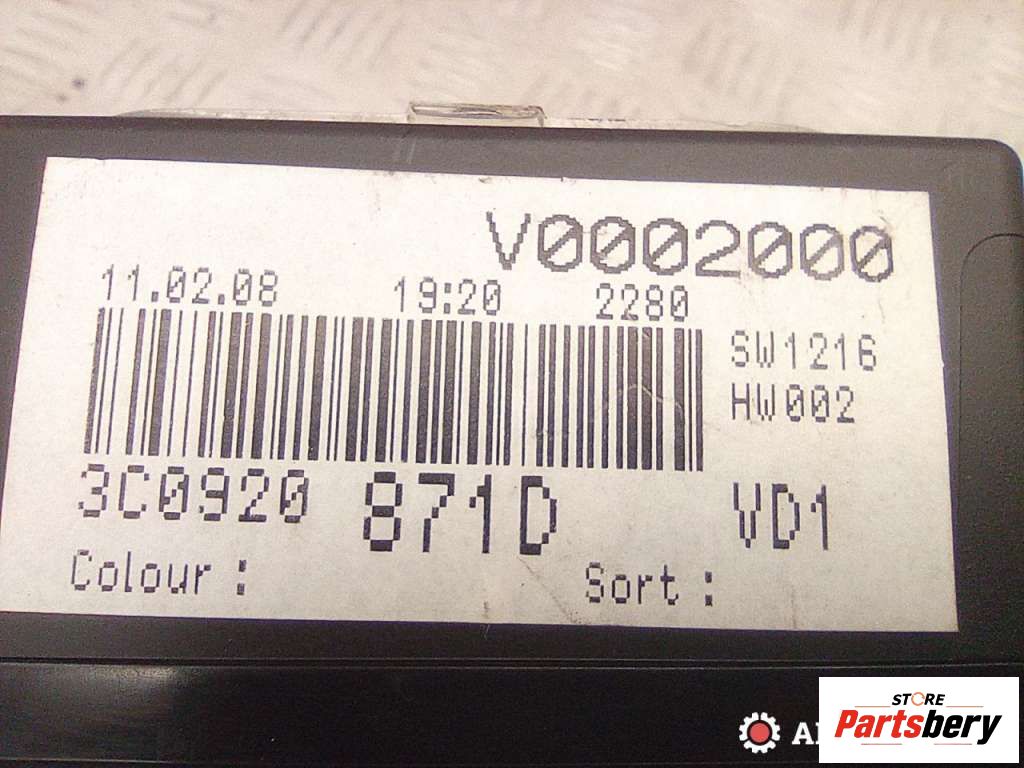 V0002000
11.02.08 19:20 2280
SW1216
HW002
3C0920 871D VD1
Colour : Sort :
STORE
Partsbery